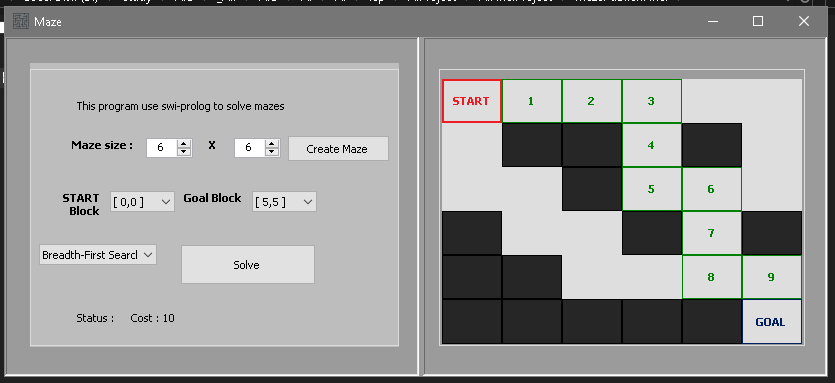 Maze
This program use swi-prolog to solve mazes
Maze size : 6 X 6 Create Maze
START Block [ 0,0 ] Goal Block [ 5,5 ]
Breadth-First Searcl Solve
Status : Cost : 10
START 1 2 3
4
5 6
7
8 9
GOAL